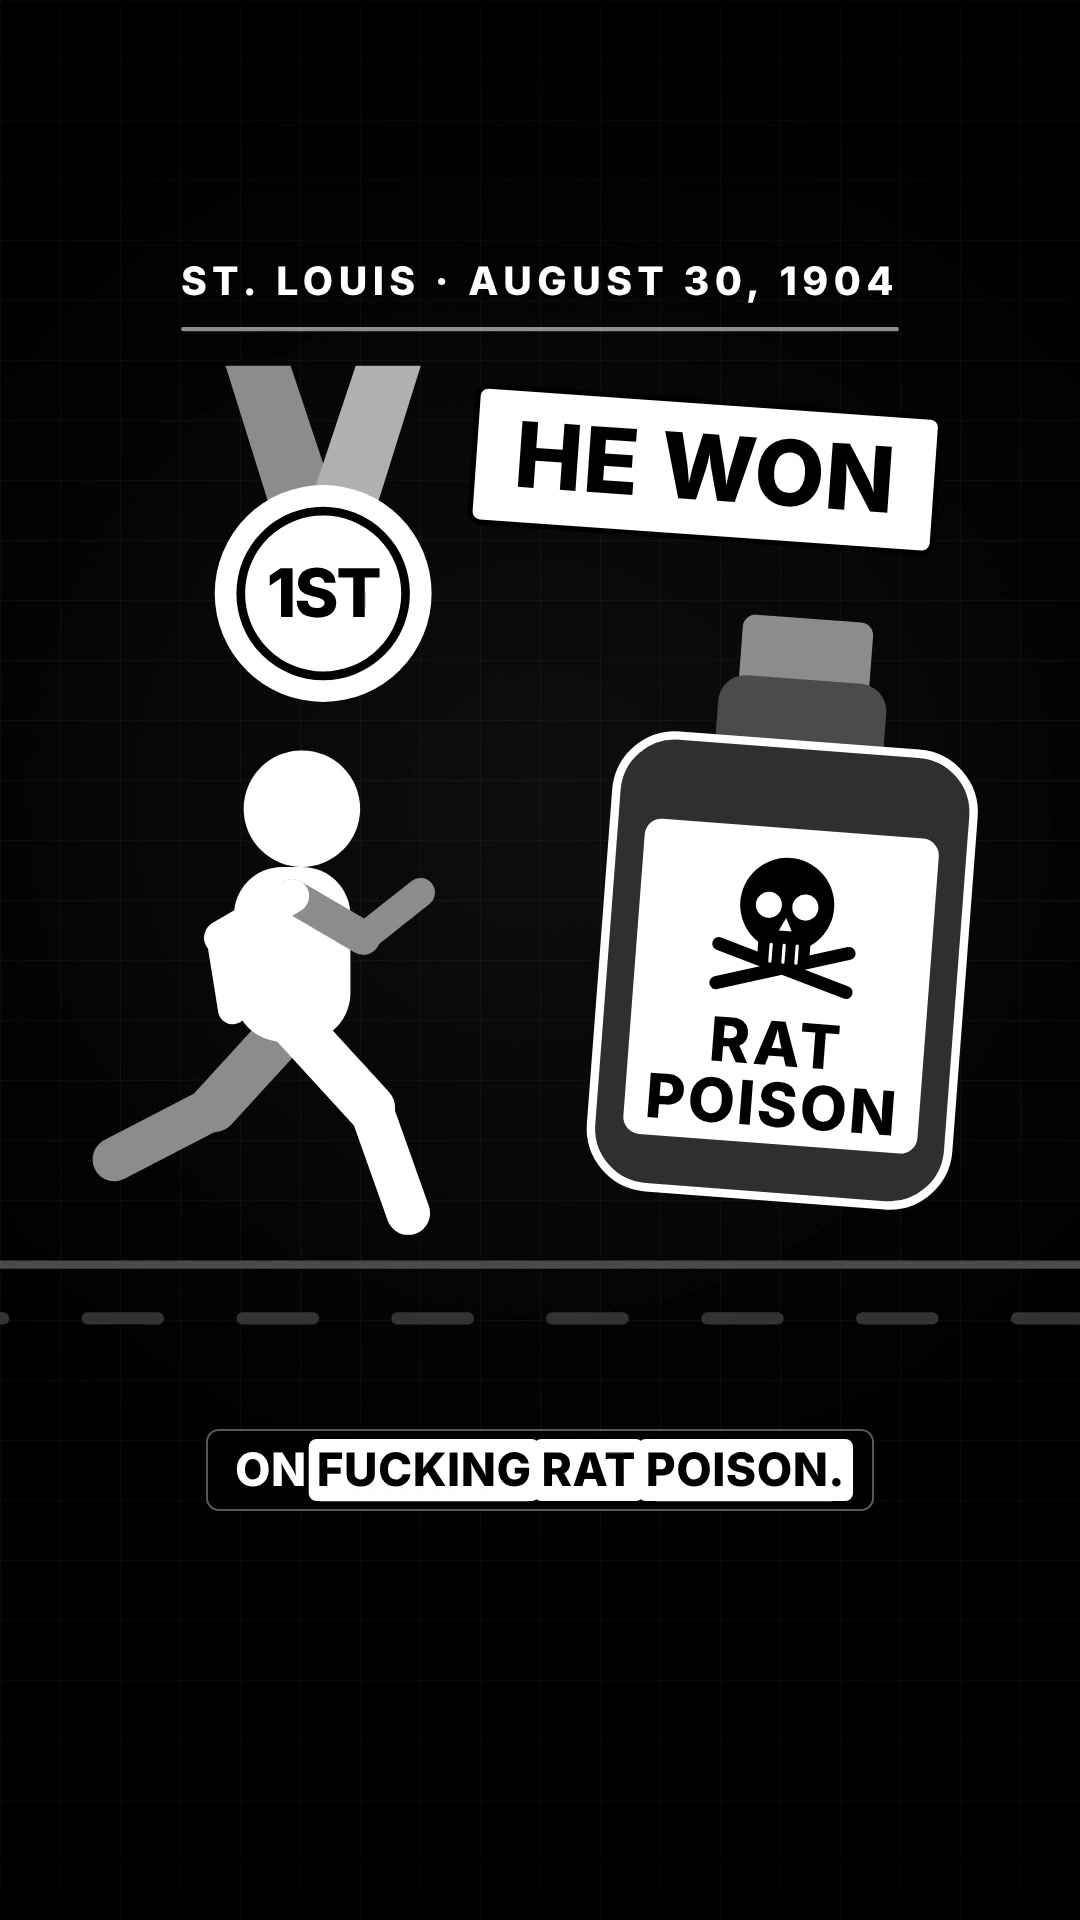 ST. LOUIS · AUGUST 30, 1904
HE WON
1ST
RAT
POISON
ON FUCKING RAT POISON.